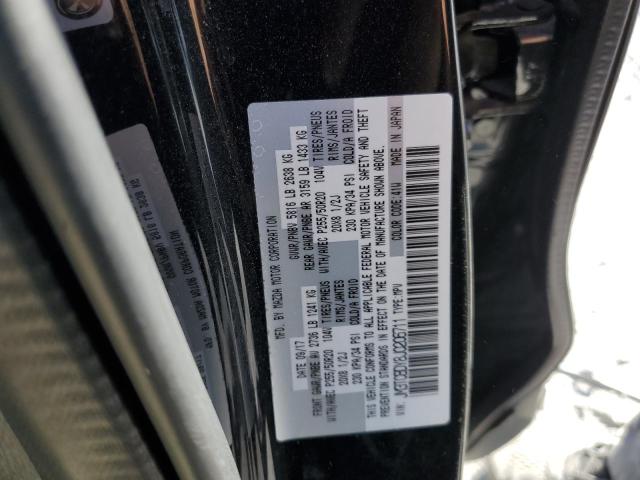 MFD. BY MAZDA MOTOR CORPORATION
DATE 09/17 GVWR/PNBV 5816 LB 2638 KG
FRONT GAWR/PNBE AV 2736 LB 1241 KG REAR GAWR/PNBE AR 3159 LB 1433 KG
WITH/AVEC P255/50R20 104V TIRES/PNEUS WITH/AVEC P255/50R20 104V TIRES/PNEUS
20X8 1/2J RIMS/JANTES 20X8 1/2J RIMS/JANTES
230 KPA/34 PSI COLD/A FROID 230 KPA/34 PSI COLD/A FROID
THIS VEHICLE CONFORMS TO ALL APPLICABLE FEDERAL MOTOR VEHICLE SAFETY AND THEFT
PREVENTION STANDARDS IN EFFECT ON THE DATE OF MANUFACTURE SHOWN ABOVE.
VIN: JM3TCBDY8J0205711 TYPE:MPV COLOR CODE:41W MADE IN JAPAN